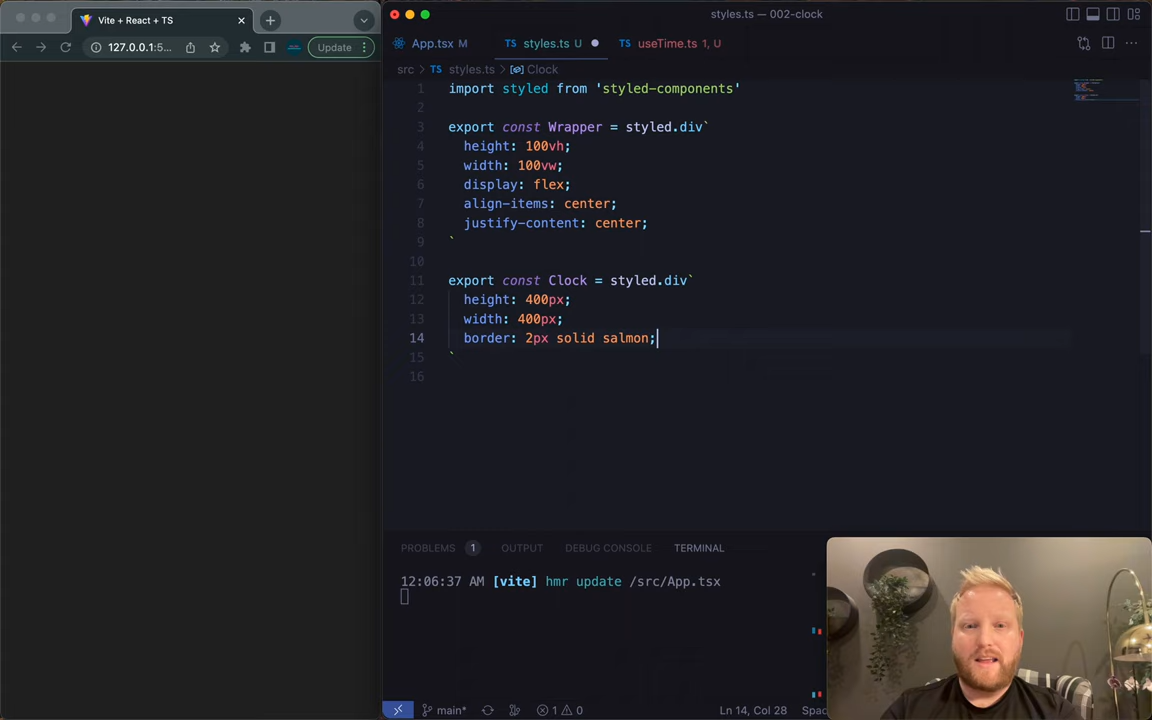 Vite + React + TS
127.0.0.1:5...
Update
styles.ts — 002-clock
App.tsx M
TS styles.ts U
TS useTime.ts 1, U
src
TS styles.ts
Clock
1 import styled from 'styled-components'
2
3 export const Wrapper = styled.div`
4 height: 100vh;
5 width: 100vw;
6 display: flex;
7 align-items: center;
8 justify-content: center;
9 `
10
11 export const Clock = styled.div`
12 height: 400px;
13 width: 400px;
14 border: 2px solid salmon;
15 `
16
PROBLEMS 1 OUTPUT DEBUG CONSOLE TERMINAL
12:06:37 AM [vite] hmr update /src/App.tsx
main* 1 0 Ln 14, Col 28 Spac